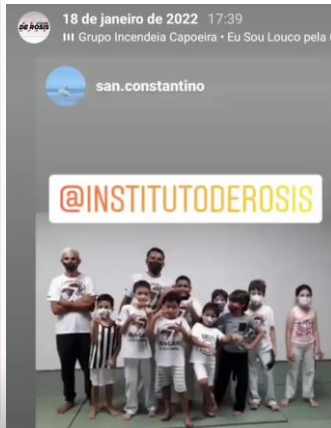 DE ROSIS
18 de janeiro de 2022 17:39
Grupo Incendeia Capoeira • Eu Sou Louco pela
san.constantino
@INSTITUTODEROSIS